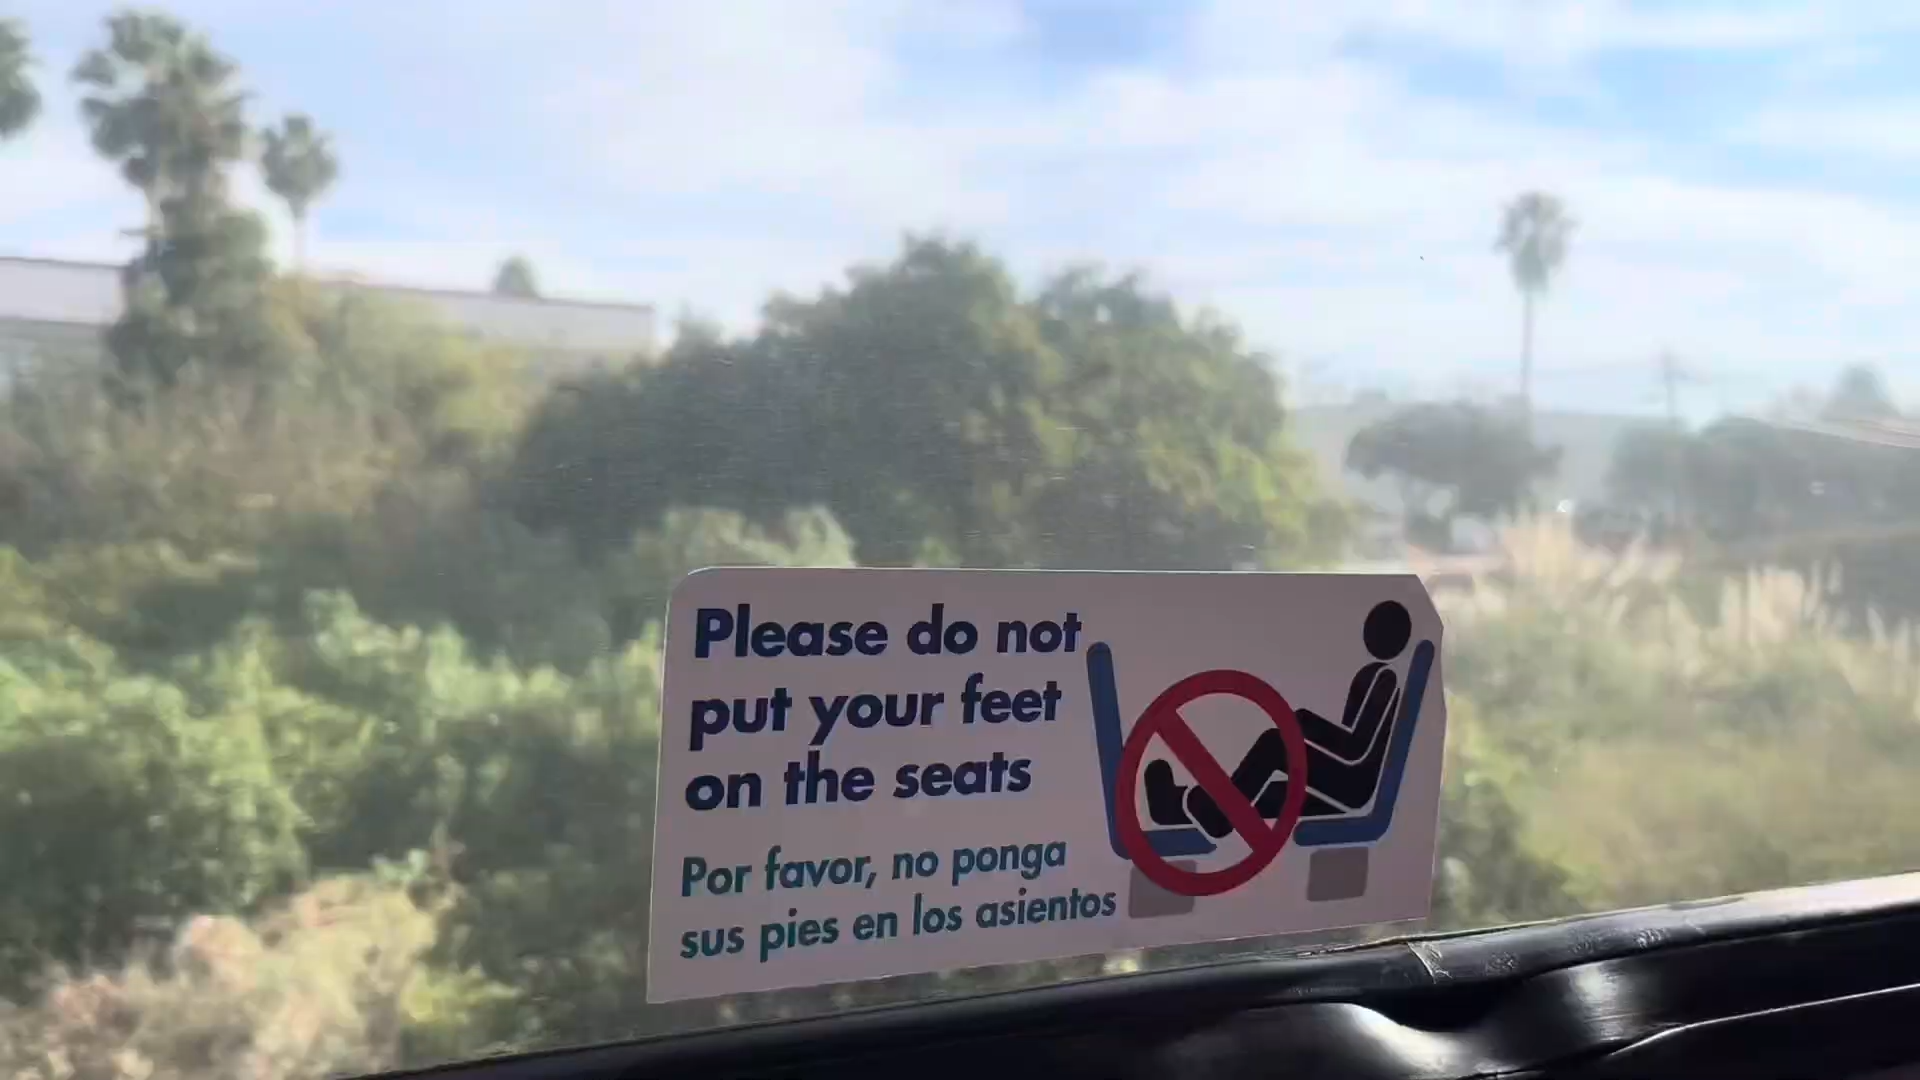 Please do not
put your feet
on the seats
Por favor, no ponga
sus pies en los asientos